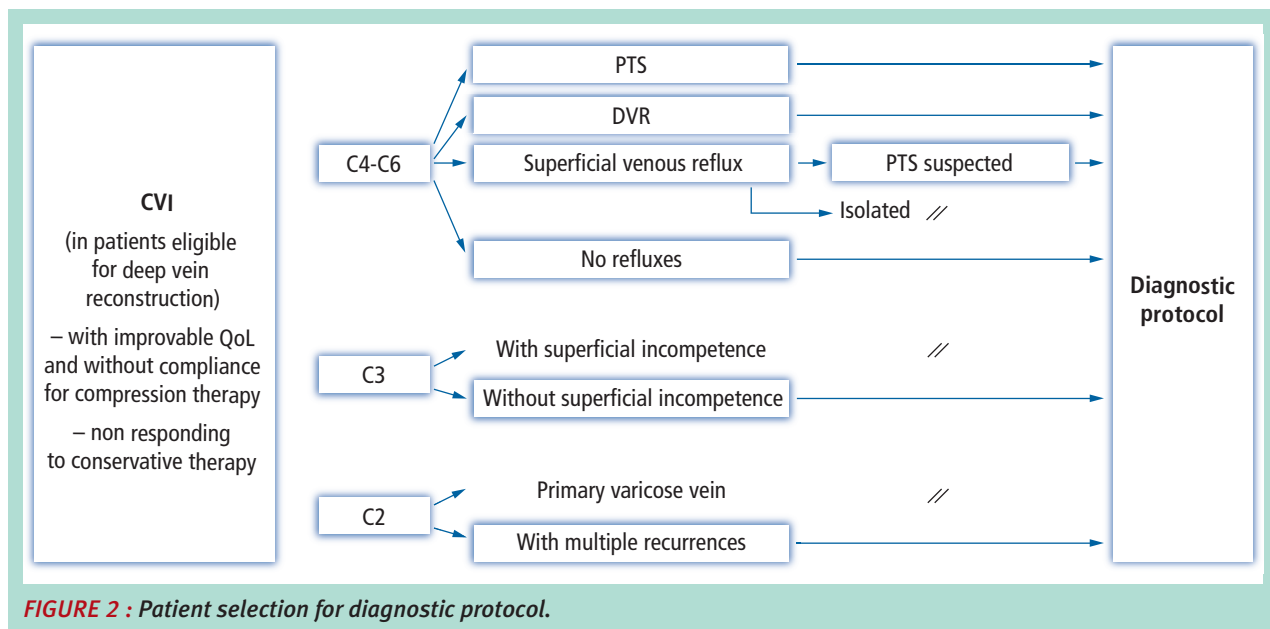 CVI
(in patients eligible
for deep vein
reconstruction)
– with improvable QoL
and without compliance
for compression therapy
– non responding
to conservative therapy
C4-C6
PTS
DVR
Superficial venous reflux
PTS suspected
Isolated //
No refluxes
C3
With superficial incompetence //
Without superficial incompetence
C2
Primary varicose vein //
With multiple recurrences
Diagnostic
protocol
FIGURE 2 : Patient selection for diagnostic protocol.